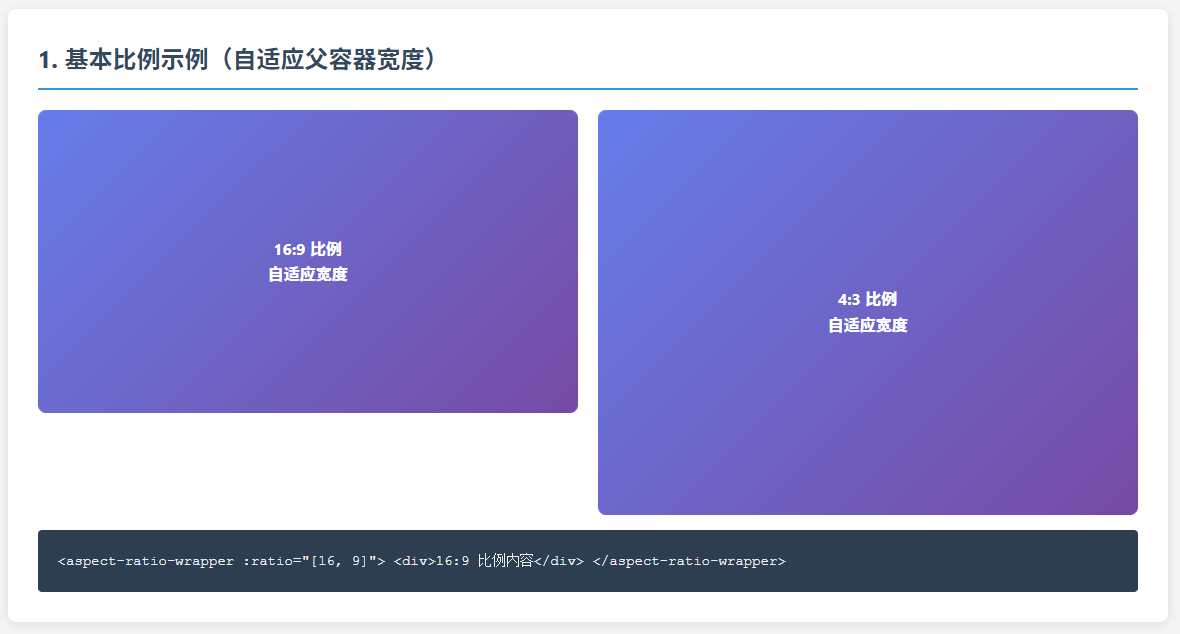 1. 基本比例示例（自适应父容器宽度）
16:9 比例
自适应宽度
4:3 比例
自适应宽度
<aspect-ratio-wrapper :ratio="[16, 9]"> <div>16:9 比例内容</div> </aspect-ratio-wrapper>